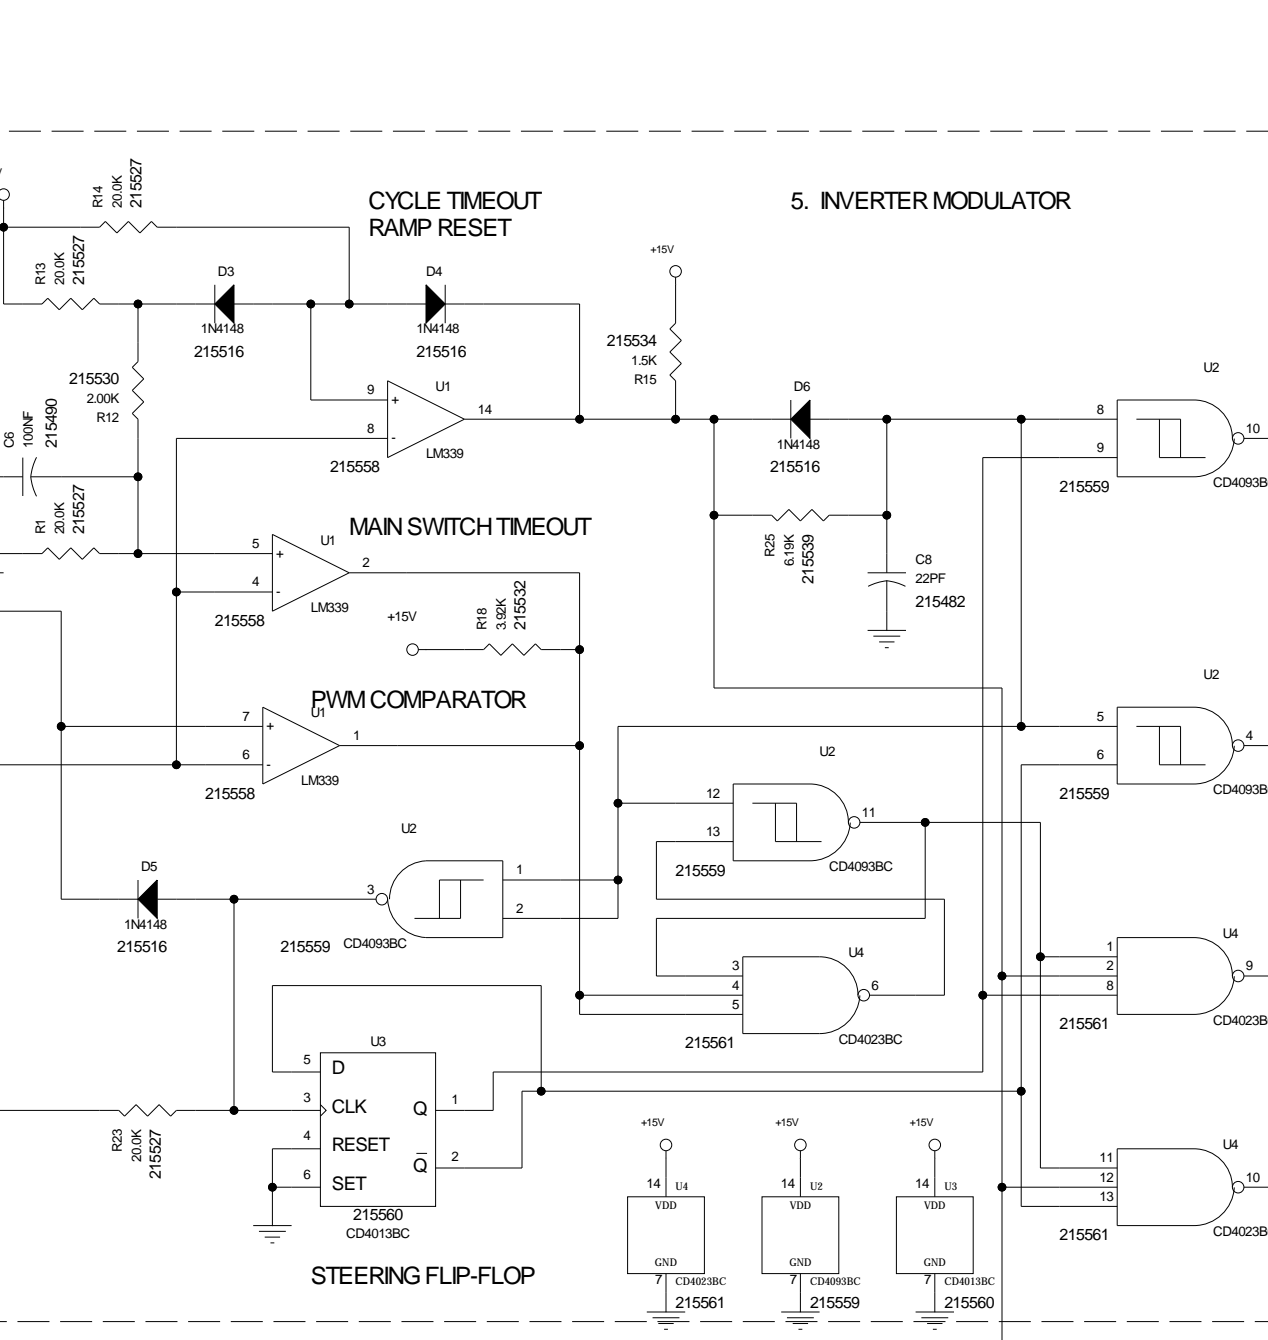 V
R14
20.0K
215527
CYCLE TIMEOUT
RAMP RESET
5. INVERTER MODULATOR
R13
20.0K
215527
D3
1N4148
215516
D4
1N4148
215516
+15V
215534
1.5K
R15
215530
2.00K
R12
C6
100NF
215490
9
+
8
-
U1
14
LM339
215558
D6
1N4148
215516
U2
8
9
10
215559
CD4093B
R1
20.0K
215527
MAIN SWITCH TIMEOUT
5
+
4
-
U1
2
LM339
215558
R25
6.19K
215539
C8
22PF
215482
+15V
R18
3.92K
215532
PWM COMPARATOR
U1
7
+
6
-
1
LM339
215558
U2
5
6
4
215559
CD4093B
U2
12
13
11
215559
CD4093BC
U2
3
1
2
215559
CD4093BC
D5
1N4148
215516
U4
3
4
5
6
215561
CD4023BC
U4
1
2
8
9
215561
CD4023B
U3
5
D
3
CLK
Q
1
4
RESET
Q
2
6
SET
215560
CD4013BC
R23
20.0K
215527
STEERING FLIP-FLOP
+15V
14
U4
VDD
GND
7
CD4023BC
215561
+15V
14
U2
VDD
GND
7
CD4093BC
215559
+15V
14
U3
VDD
GND
7
CD4013BC
215560
U4
11
12
13
10
215561
CD4023B